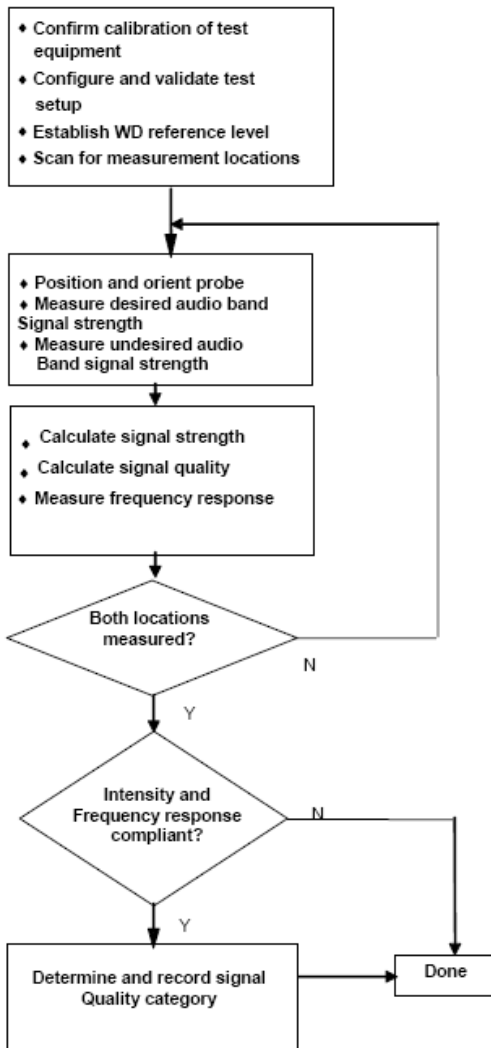 ♦ Confirm calibration of test
equipment
♦ Configure and validate test
setup
♦ Establish WD reference level
♦ Scan for measurement locations
♦ Position and orient probe
♦ Measure desired audio band
Signal strength
♦ Measure undesired audio
Band signal strength
♦ Calculate signal strength
♦ Calculate signal quality
♦ Measure frequency response
Both locations
measured?
N
Y
Intensity and
Frequency response
compliant?
N
Y
Determine and record signal
Quality category
Done